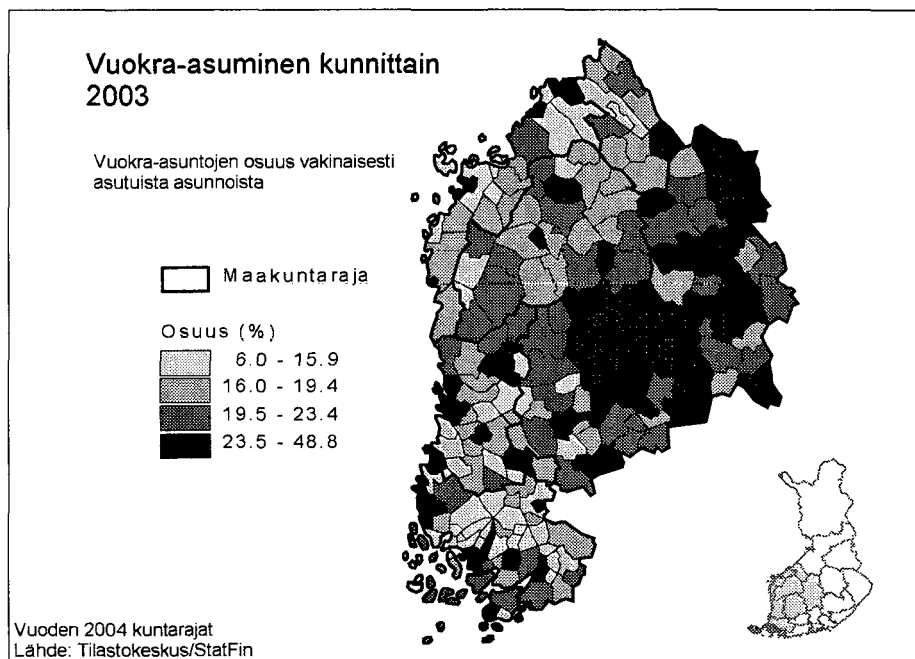 Vuokra-asuminen kunnittain
2003
Vuokra-asuntojen osuus vakinaisesti
asutuista asunnoista
Maakuntaraja
Osuus (%)
6.0 - 15.9
16.0 - 19.4
19.5 - 23.4
23.5 - 48.8
Vuoden 2004 kuntarajat
Lähde: Tilastokeskus/StatFin